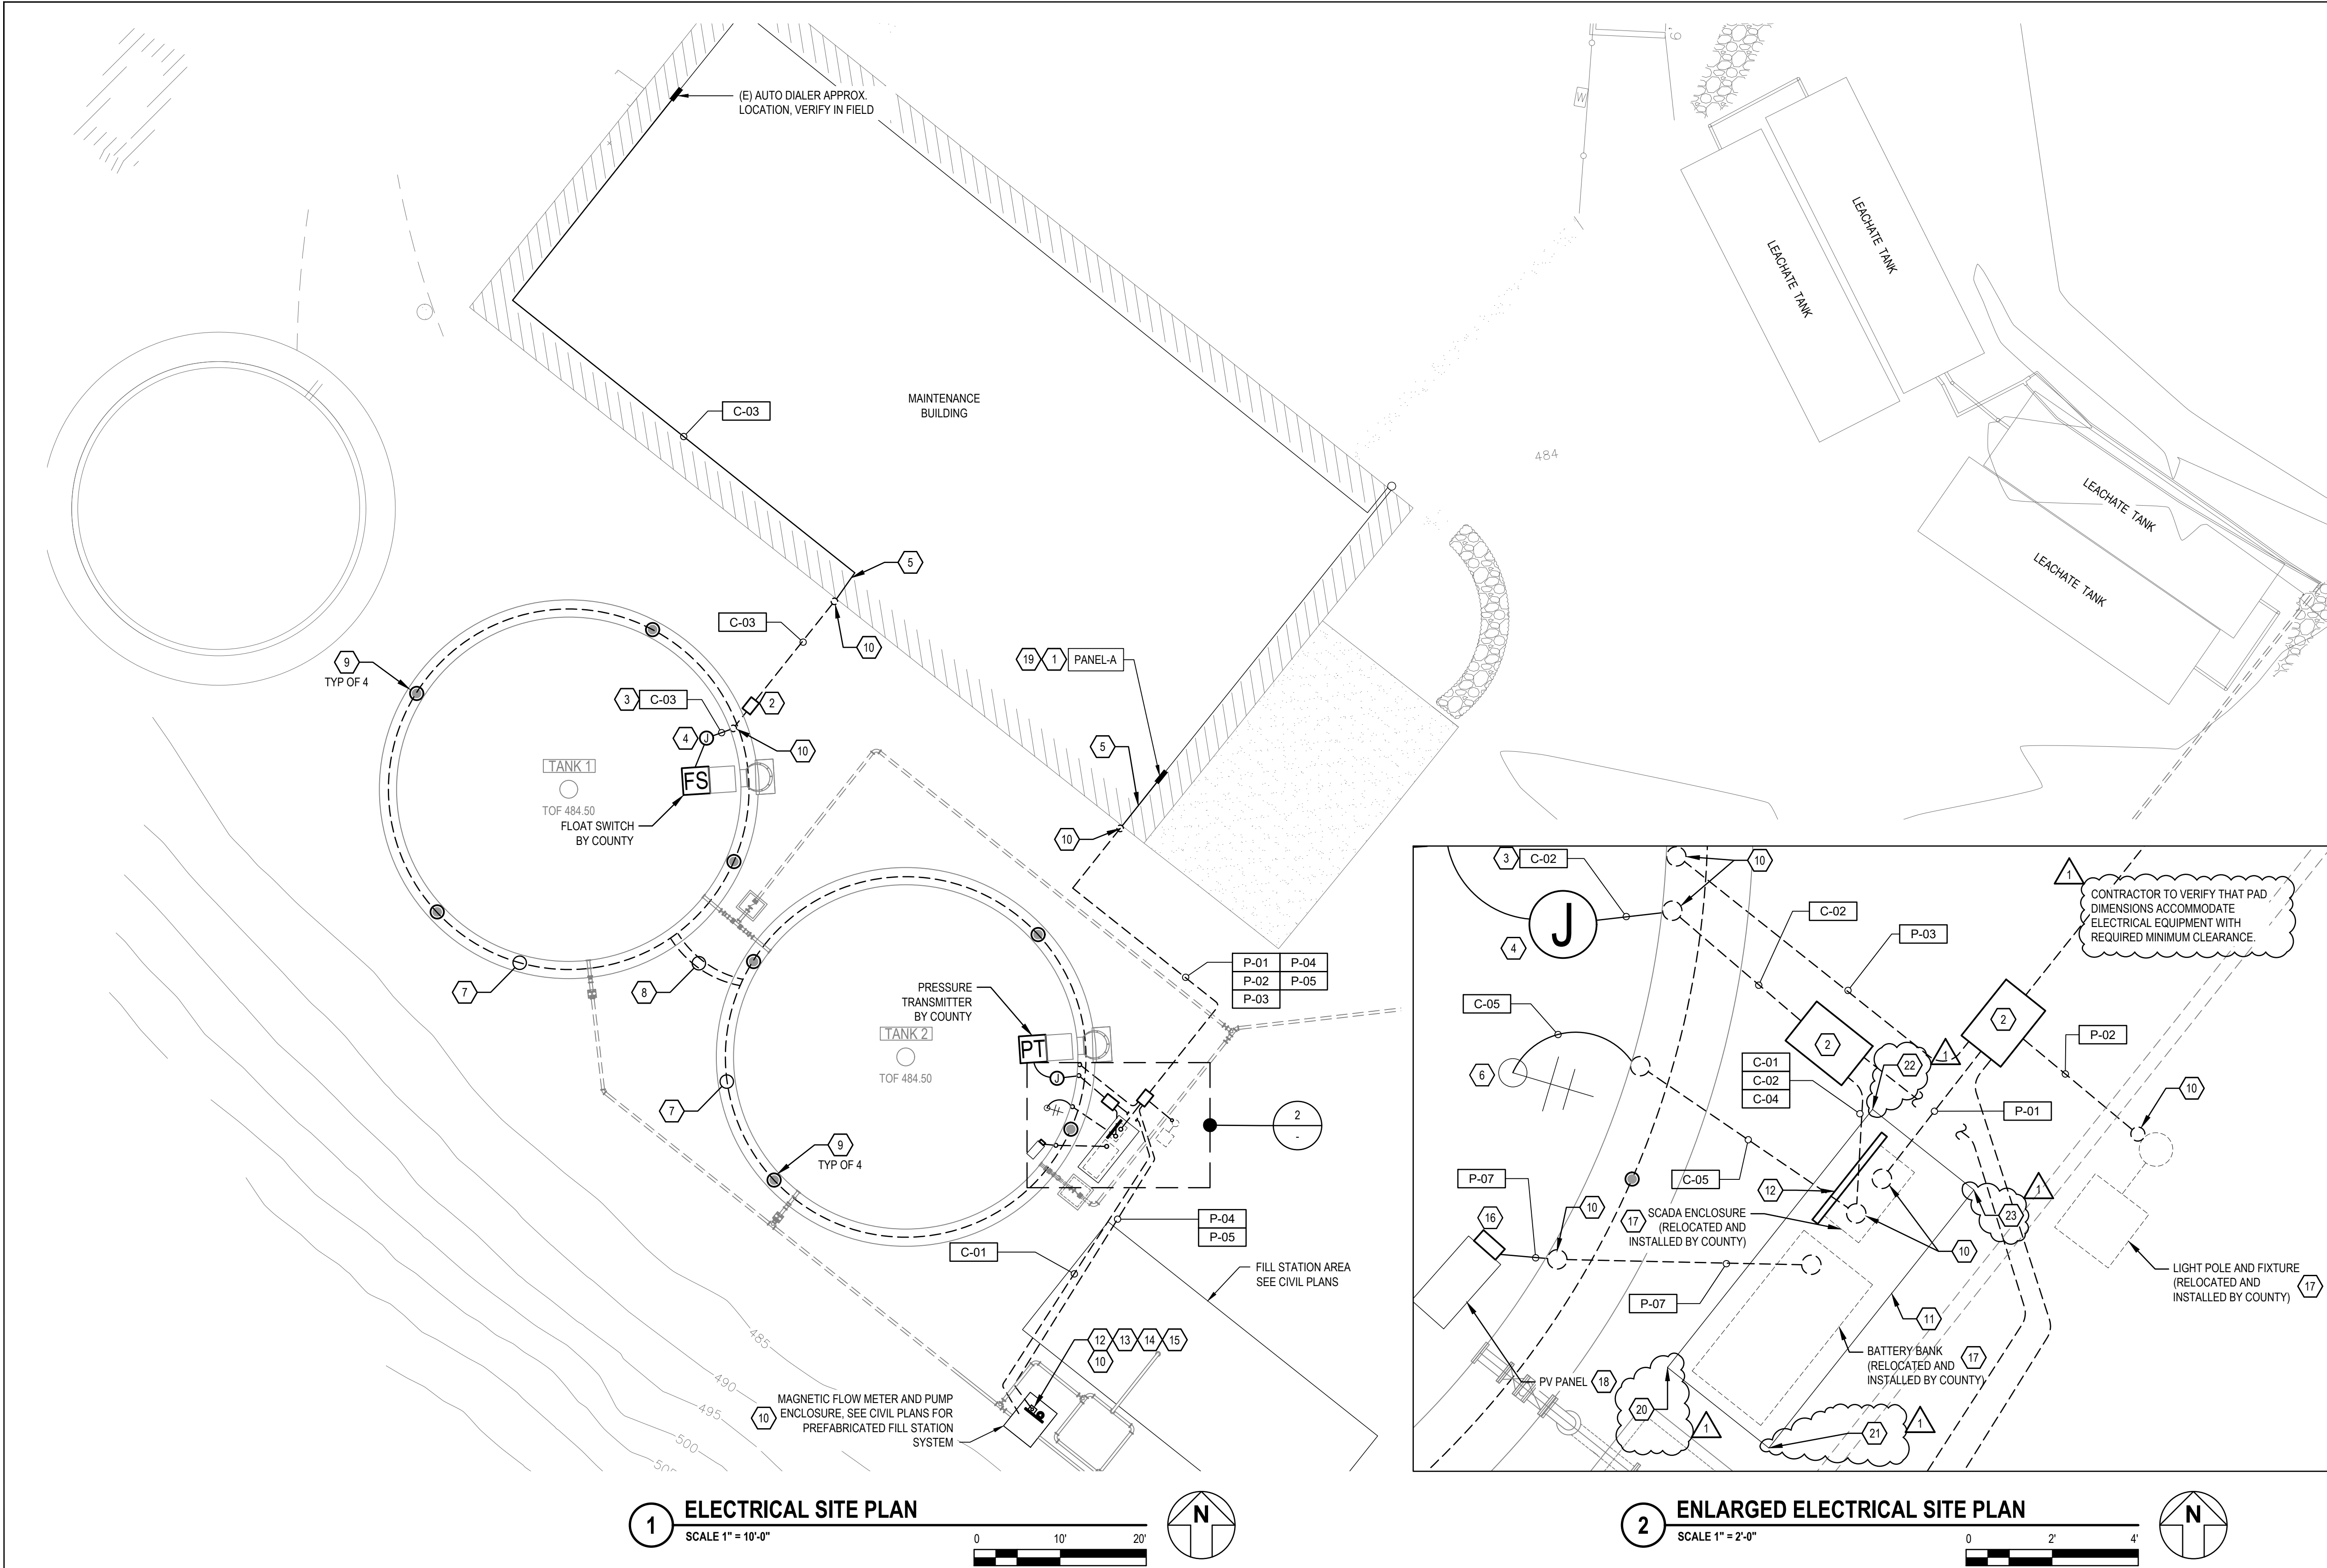 (E) AUTO DIALER APPROX.
LOCATION, VERIFY IN FIELD
MAINTENANCE
BUILDING
C-03
5
C-03
10
9
TYP OF 4
3 C-03
2
4 J
10
FS
TANK 1
TOF 484.50
FLOAT SWITCH
BY COUNTY
7
8
19 1 PANEL-A
5
10
P-01 P-04
P-02 P-05
P-03
PRESSURE
TRANSMITTER
BY COUNTY
PT
TANK 2
TOF 484.50
J
7
9
TYP OF 4
2
-
P-04
P-05
C-01
FILL STATION AREA
SEE CIVIL PLANS
12 13 14 15
10
MAGNETIC FLOW METER AND PUMP
ENCLOSURE, SEE CIVIL PLANS FOR
PREFABRICATED FILL STATION
SYSTEM
10
485
490
495
500
484
W
LEACHATE TANK
LEACHATE TANK
LEACHATE TANK
LEACHATE TANK
3 C-02
10
J
4
C-02
P-03
1
CONTRACTOR TO VERIFY THAT PAD
DIMENSIONS ACCOMMODATE
ELECTRICAL EQUIPMENT WITH
REQUIRED MINIMUM CLEARANCE.
C-05
2
2
P-02
6
C-01
C-02
C-04
22
1
10
P-01
P-07
C-05
12
10
16
17
SCADA ENCLOSURE
(RELOCATED AND
INSTALLED BY COUNTY)
1
23
10
P-07
LIGHT POLE AND FIXTURE
(RELOCATED AND
INSTALLED BY COUNTY)
17
11
BATTERY BANK
(RELOCATED AND
INSTALLED BY COUNTY)
17
PV PANEL 18
20
1
21
1
1
ELECTRICAL SITE PLAN
SCALE 1" = 10'-0"
0 10' 20'
N
2
ENLARGED ELECTRICAL SITE PLAN
SCALE 1" = 2'-0"
0 2' 4'
N